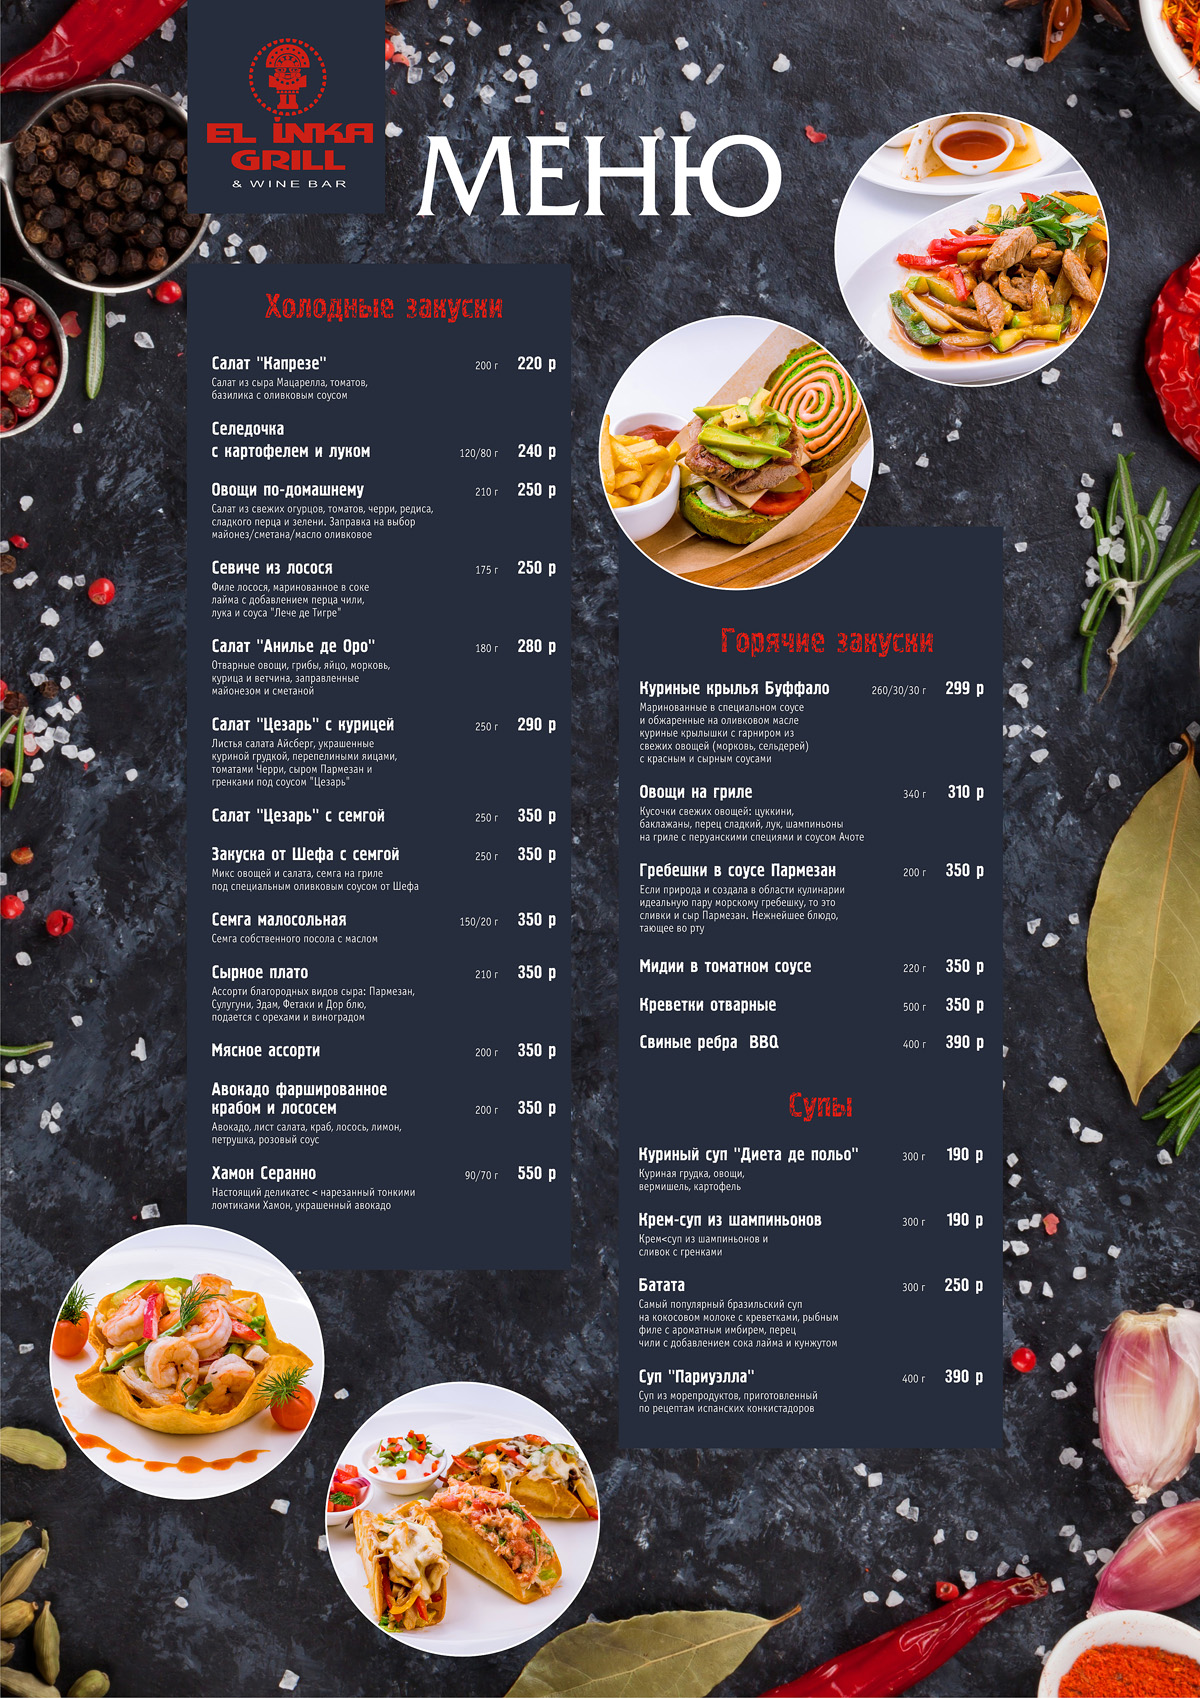 EL INKA
GRILL
& WINE BAR
МЕНЮ
Холодные закуски
Салат "Капрезе" 200 г 220 р
Салат из сыра Мацарелла, томатов,
базилика с оливковым соусом
Селедочка
с картофелем и луком 120/80 г 240 р
Овощи по-домашнему 210 г 250 р
Салат из свежих огурцов, томатов, черри, редиса,
сладкого перца и зелени. Заправка на выбор
майонез/сметана/масло оливковое
Севиче из лосося 175 г 250 р
Филе лосося, маринованное в соке
лайма с добавлением перца чили,
лука и соуса "Лече де Тигре"
Салат "Анилье де Оро" 180 г 280 р
Отварные овощи, грибы, яйцо, морковь,
курица и ветчина, заправленные
майонезом и сметаной
Салат "Цезарь" с курицей 250 г 290 р
Листья салата Айсберг, украшенные
куриной грудкой, перепелиными яицами,
томатами Черри, сыром Пармезан и
гренками под соусом "Цезарь"
Салат "Цезарь" с семгой 250 г 350 р
Закуска от Шефа с семгой 250 г 350 р
Микс овощей и салата, семга на гриле
под специальным оливковым соусом от Шефа
Семга малосольная 150/20 г 350 р
Семга собственного посола с маслом
Сырное плато 210 г 350 р
Ассорти благородных видов сыра: Пармезан,
Сулугуни, Эдам, Фетаки и Дор блю,
подается с орехами и виноградом
Мясное ассорти 200 г 350 р
Авокадо фаршированное
крабом и лососем 200 г 350 р
Авокадо, лист салата, краб, лосось, лимон,
петрушка, розовый соус
Хамон Серанно 90/70 г 550 р
Настоящий деликатес < нарезанный тонкими
ломтиками Хамон, украшенный авокадо
Горячие закуски
Куриные крылья Буффало 260/30/30 г 299 р
Маринованные в специальном соусе
и обжаренные на оливковом масле
куриные крылышки с гарниром из
свежих овощей (морковь, сельдерей)
с красным и сырным соусами
Овощи на гриле 340 г 310 р
Кусочки свежих овощей: цуккини,
баклажаны, перец сладкий, лук, шампиньоны
на гриле с перуанскими специями и соусом Ачоте
Гребешки в соусе Пармезан 200 г 350 р
Если природа и создала в области кулинарии
идеальную пару морскому гребешку, то это
сливки и сыр Пармезан. Нежнейшее блюдо,
тающее во рту
Мидии в томатном соусе 220 г 350 р
Креветки отварные 500 г 350 р
Свиные ребра BBQ 400 г 390 р
Супы
Куриный суп "Диета де польо" 300 г 190 р
Куриная грудка, овощи,
вермишель, картофель
Крем-суп из шампиньонов 300 г 190 р
Крем<суп из шампиньонов и
сливок с гренками
Батата 300 г 250 р
Самый популярный бразильский суп
на кокосовом молоке с креветками, рыбным
филе с ароматным имбирем, перец
чили с добавлением сока лайма и кунжутом
Суп "Париуэлла" 400 г 390 р
Суп из морепродуктов, приготовленный
по рецептам испанских конкистадоров